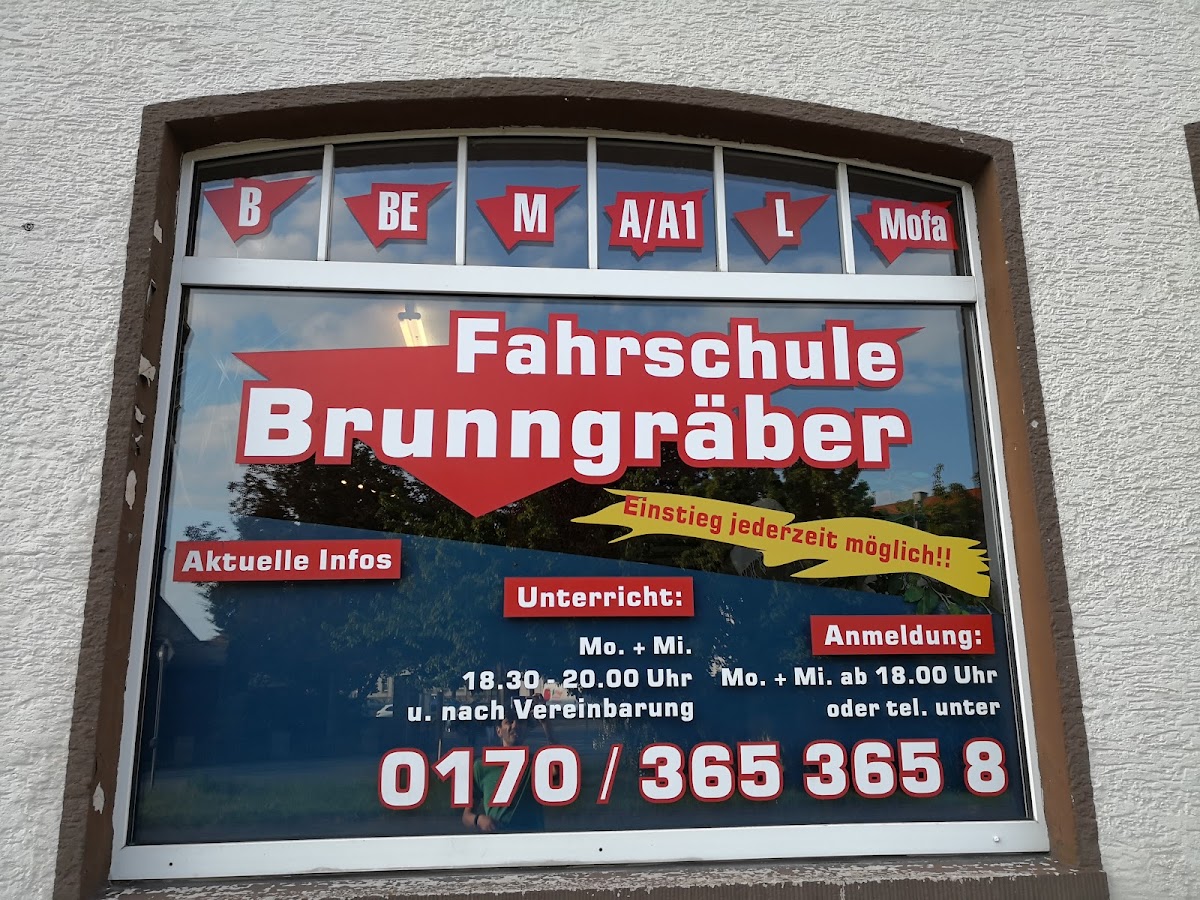 B BE M A/A1 L Mofa
Fahrschule
Brunngräber
Einstieg jederzeit möglich!!
Aktuelle Infos
Unterricht:
Mo. + Mi.
18.30 - 20.00 Uhr
u. nach Vereinbarung
Anmeldung:
Mo. + Mi. ab 18.00 Uhr
oder tel. unter
0170 / 365 365 8